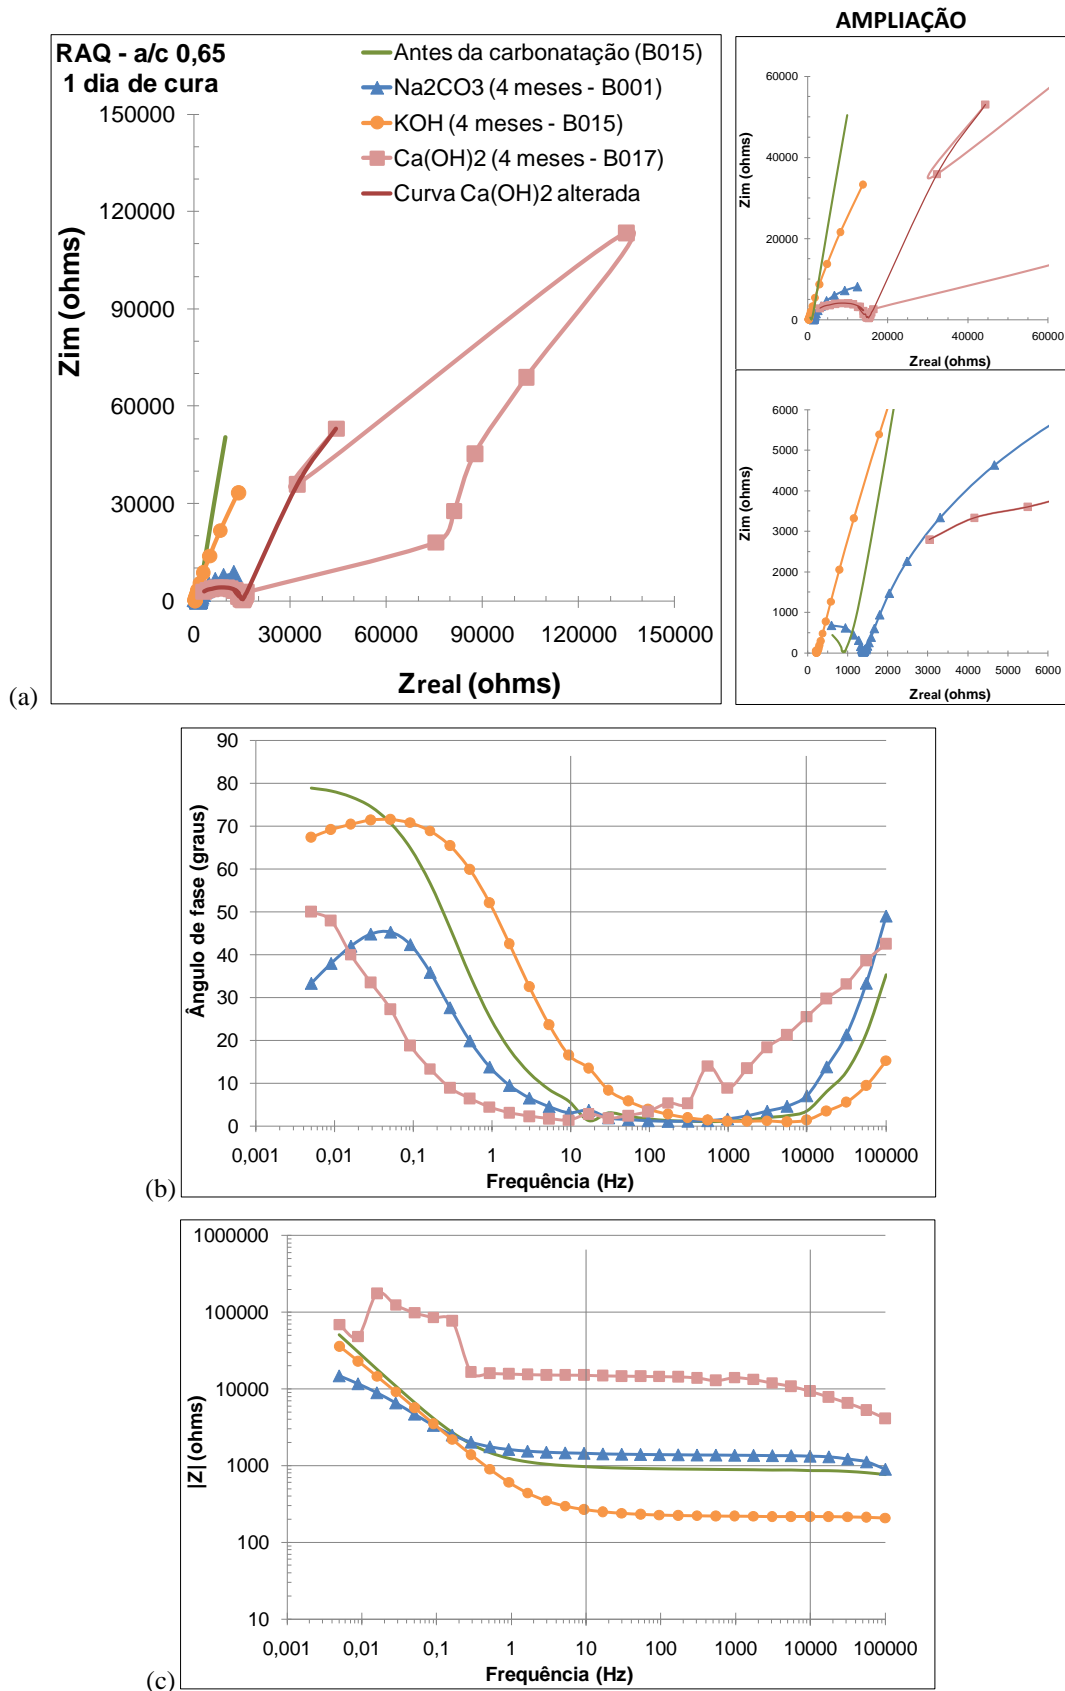 AMPLIAÇÃO
RAQ - a/c 0,65
1 dia de cura
Antes da carbonatação (B015)
Na2CO3 (4 meses - B001)
KOH (4 meses - B015)
Ca(OH)2 (4 meses - B017)
Curva Ca(OH)2 alterada
150000
120000
90000
60000
30000
0
Zim (ohms)
0 30000 60000 90000 120000 150000
Zreal (ohms)
60000
40000
20000
0
Zim (ohms)
0 20000 40000 60000
Zreal (ohms)
6000
5000
4000
3000
2000
1000
0
Zim (ohms)
0 1000 2000 3000 4000 5000 6000
Zreal (ohms)
(a)
90
80
70
60
50
40
30
20
10
0
Ângulo de fase (graus)
0,001 0,01 0,1 1 10 100 1000 10000 100000
Frequência (Hz)
(b)
1000000
100000
10000
1000
100
10
|Z| (ohms)
0,001 0,01 0,1 1 10 100 1000 10000 100000
Frequência (Hz)
(c)